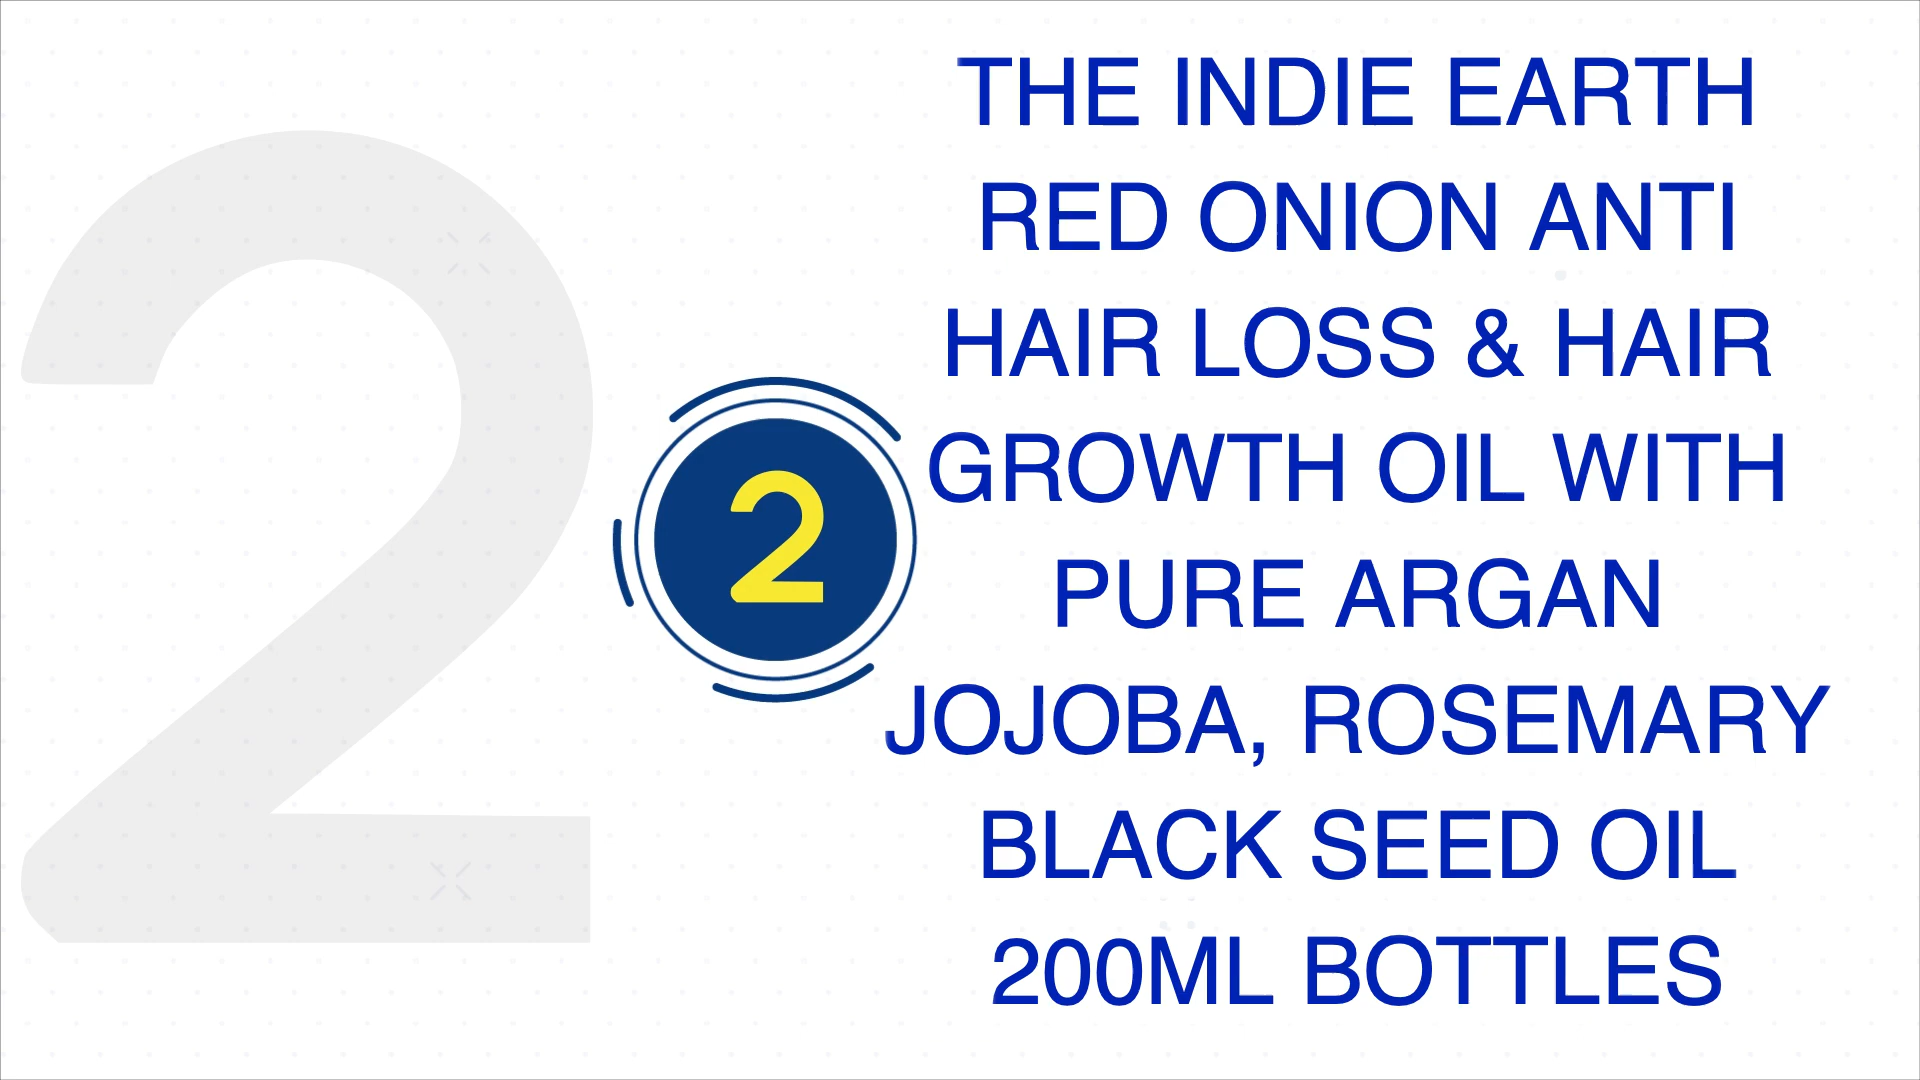 2
2
THE INDIE EARTH
RED ONION ANTI
HAIR LOSS & HAIR
GROWTH OIL WITH
PURE ARGAN
JOJOBA, ROSEMARY
BLACK SEED OIL
200ML BOTTLES